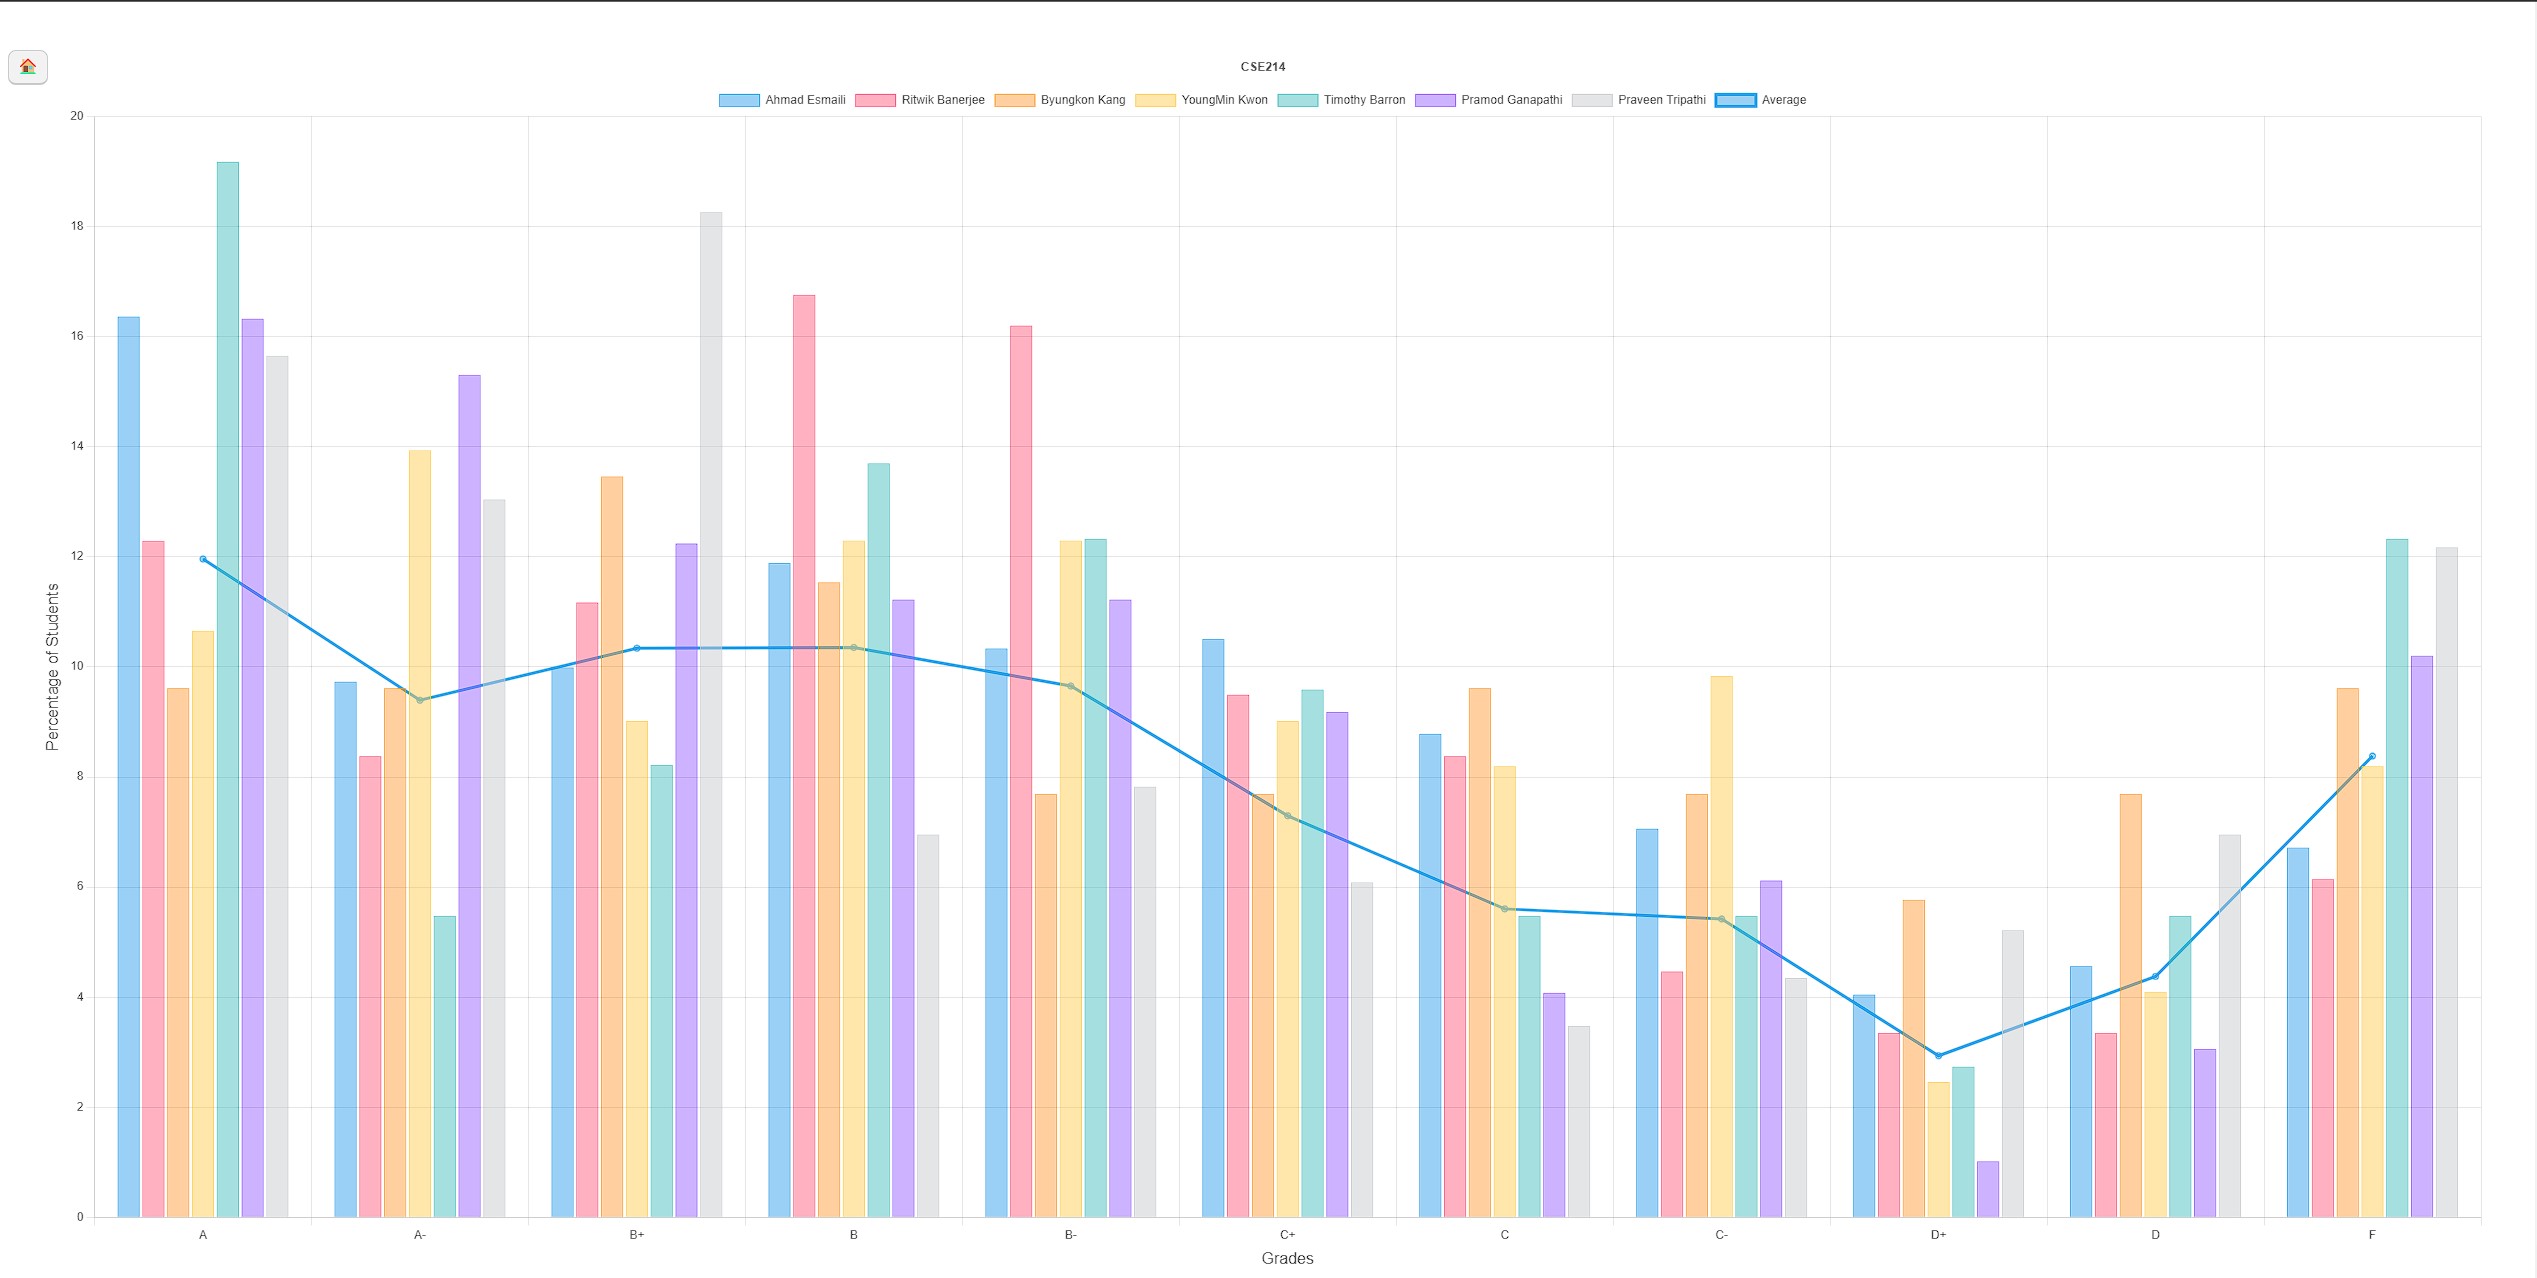 CSE214
Ahmad Esmaili Ritwik Banerjee Byungkon Kang YoungMin Kwon Timothy Barron Pramod Ganapathi Praveen Tripathi Average
20
18
16
14
12
10
8
6
4
2
0
Percentage of Students
A A- B+ B B- C+ C C- D+ D F
Grades